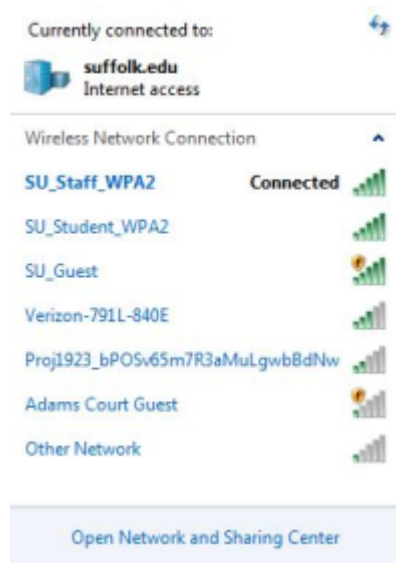 Currently connected to:
suffolk.edu
Internet access
Wireless Network Connection
SU_Staff_WPA2 Connected
SU_Student_WPA2
SU_Guest
Verizon-791L-840E
Proj1923_bPOSv65m7R3aMuLgwbBdNw
Adams Court Guest
Other Network
Open Network and Sharing Center